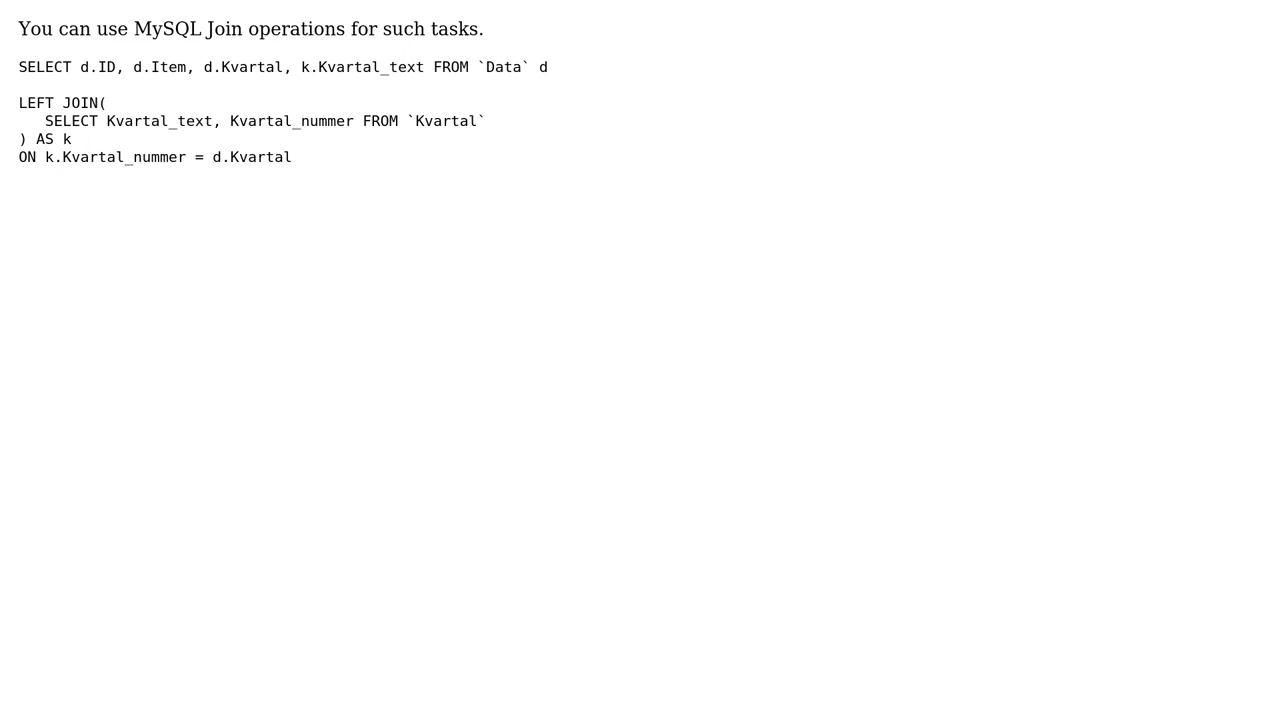 You can use MySQL Join operations for such tasks.
SELECT d.ID, d.Item, d.Kvartal, k.Kvartal_text FROM `Data` d
LEFT JOIN(
   SELECT Kvartal_text, Kvartal_nummer FROM `Kvartal`
) AS k
ON k.Kvartal_nummer = d.Kvartal